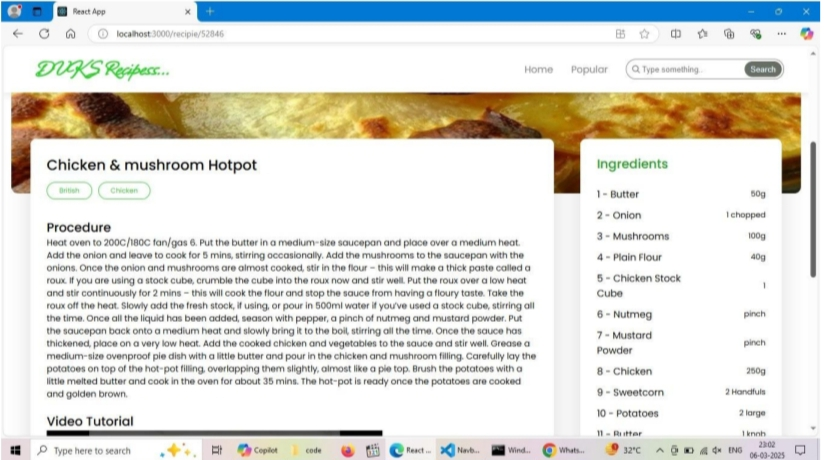 React App
localhost:3000/recipie/52846
DUKS Recipess...
Home Popular Type something... Search
Chicken & mushroom Hotpot
British Chicken
Procedure
Heat oven to 200C/180C fan/gas 6. Put the butter in a medium-size saucepan and place over a medium heat.
Add the onion and leave to cook for 5 mins, stirring occasionally. Add the mushrooms to the saucepan with the
onions. Once the onion and mushrooms are almost cooked, stir in the flour – this will make a thick paste called a
roux. If you are using a stock cube, crumble the cube into the roux now and stir well. Put the roux over a low heat
and stir continuously for 2 mins – this will cook the flour and stop the sauce from having a floury taste. Take the
roux off the heat. Slowly add the fresh stock, if using, or pour in 500ml water if you've used a stock cube, stirring all
the time. Once all the liquid has been added, season with pepper, a pinch of nutmeg and mustard powder. Put
the saucepan back onto a medium heat and slowly bring it to the boil, stirring all the time. Once the sauce has
thickened, place on a very low heat. Add the cooked chicken and vegetables to the sauce and stir well. Grease a
medium-size ovenproof pie dish with a little butter and pour in the chicken and mushroom filling. Carefully lay the
potatoes on top of the hot-pot filling, overlapping them slightly, almost like a pie top. Brush the potatoes with a
little melted butter and cook in the oven for about 35 mins. The hot-pot is ready once the potatoes are cooked
and golden brown.
Video Tutorial
Ingredients
1 - Butter 50g
2 - Onion 1 chopped
3 - Mushrooms 100g
4 - Plain Flour 40g
5 - Chicken Stock
Cube 1
6 - Nutmeg pinch
7 - Mustard
Powder pinch
8 - Chicken 250g
9 - Sweetcorn 2 Handfuls
10 - Potatoes 2 large
11 - Butter 1 knob
Type here to search Copilot code React ... Navb... Wind... Whats... 32°C ENG 23:02
06-03-2025